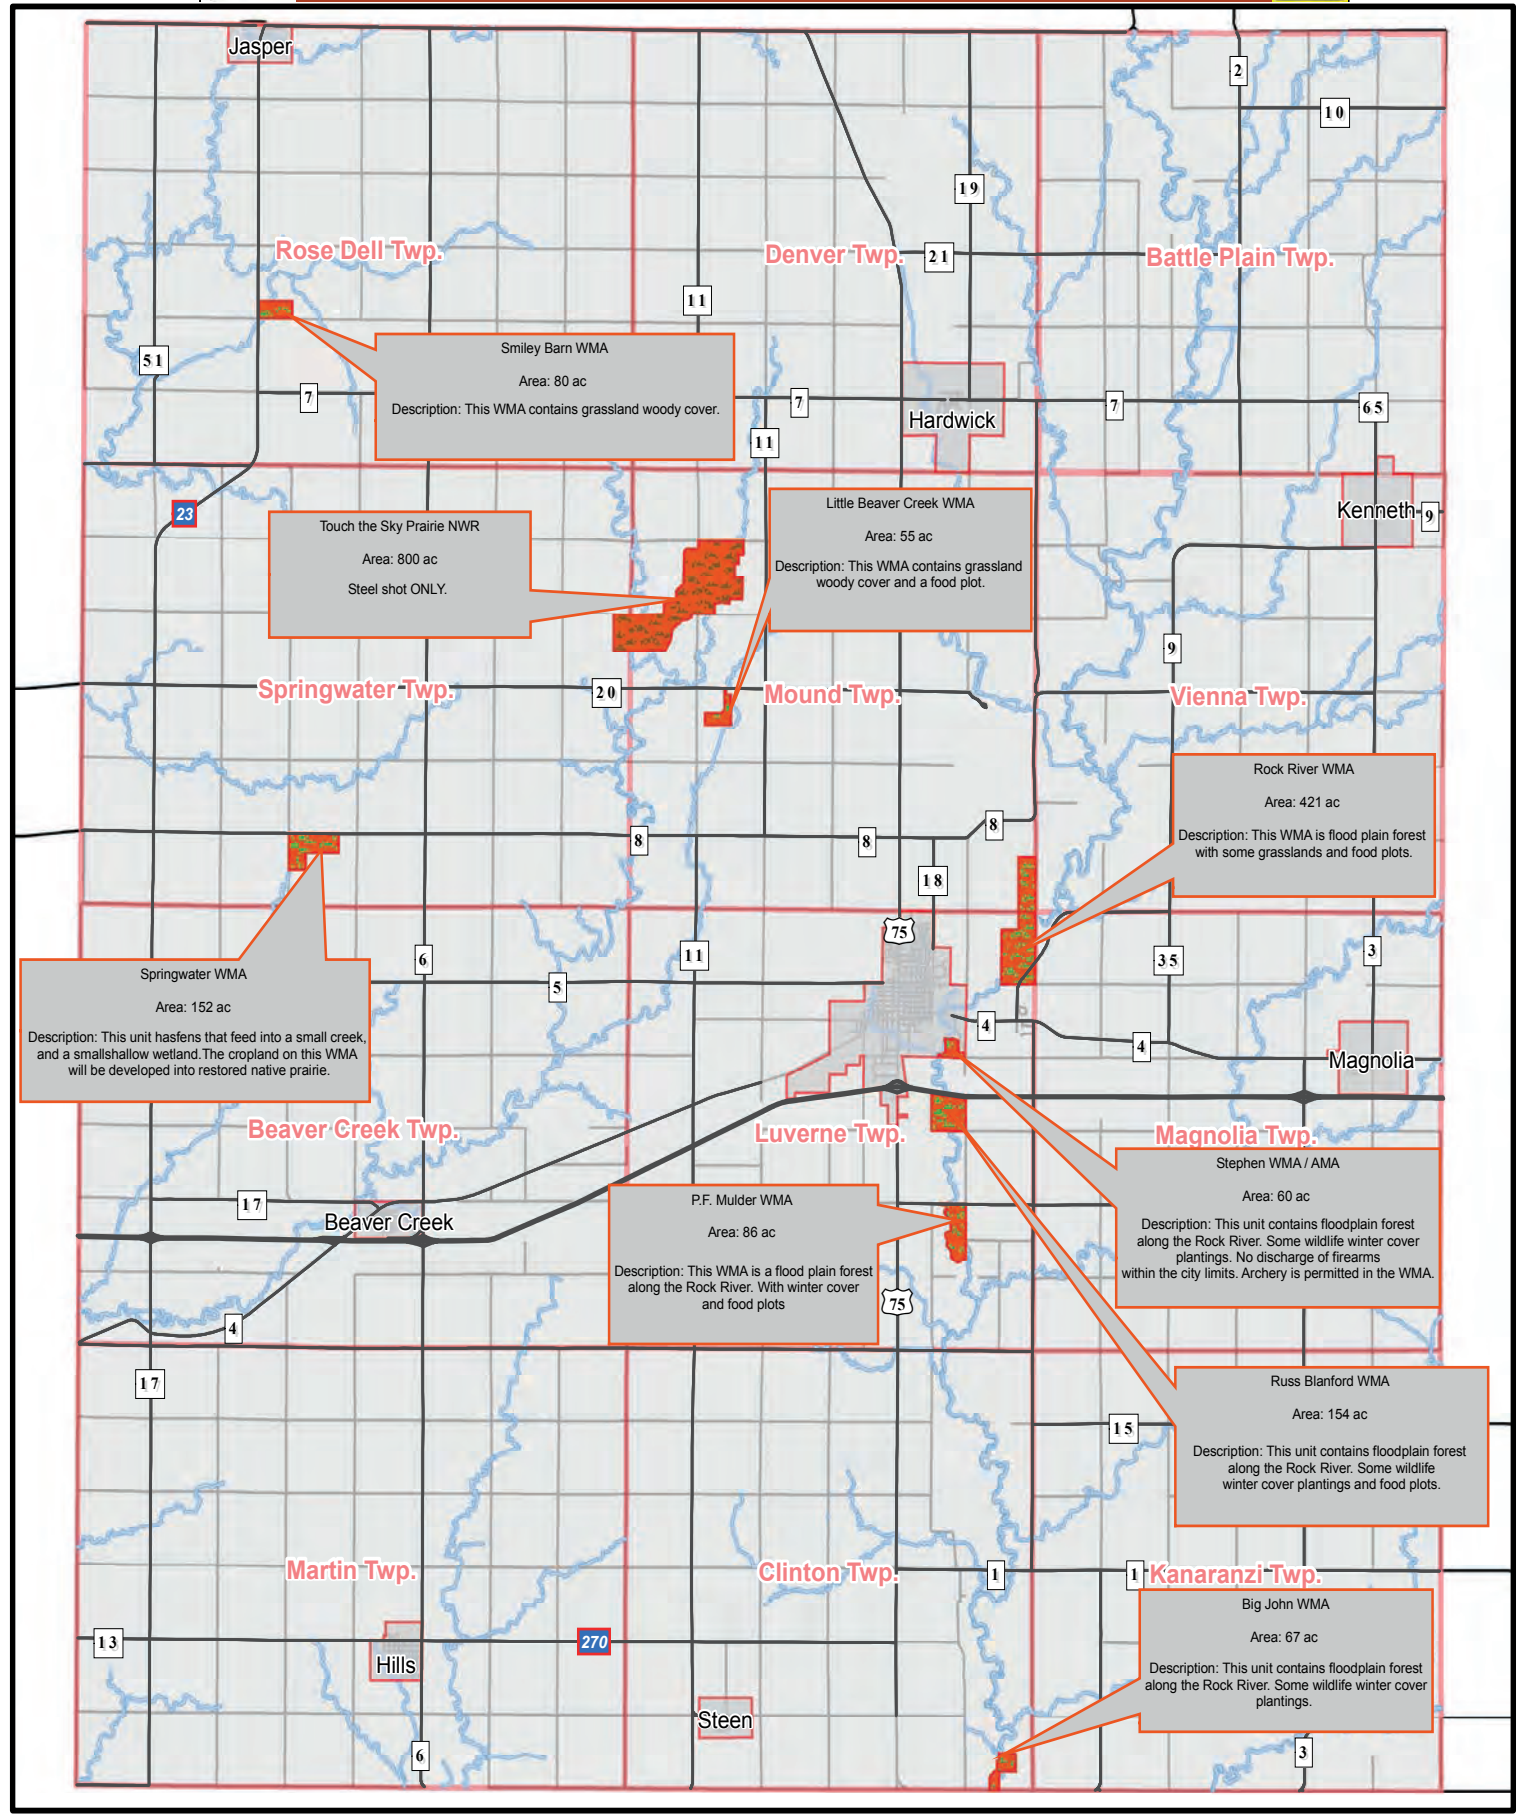 Jasper
2
10
19
Rose Dell Twp.
Denver Twp.
21
Battle Plain Twp.
11
51
Smiley Barn WMA
Area: 80 ac
Description: This WMA contains grassland woody cover.
7
7
7
65
Hardwick
11
23
Touch the Sky Prairie NWR
Area: 800 ac
Steel shot ONLY.
Little Beaver Creek WMA
Area: 55 ac
Description: This WMA contains grassland
woody cover and a food plot.
Kenneth
9
9
Springwater Twp.
20
Mound Twp.
Vienna Twp.
Rock River WMA
Area: 421 ac
Description: This WMA is flood plain forest
with some grasslands and food plots.
8
8
8
18
75
6
11
35
3
Springwater WMA
Area: 152 ac
Description: This unit hasfens that feed into a small creek,
and a smallshallow wetland.The cropland on this WMA
will be developed into restored native prairie.
5
4
4
Magnolia
Beaver Creek Twp.
Luverne Twp.
Magnolia Twp.
Stephen WMA / AMA
Area: 60 ac
Description: This unit contains floodplain forest
along the Rock River. Some wildlife winter cover
plantings. No discharge of firearms
within the city limits. Archery is permitted in the WMA.
17
Beaver Creek
P.F. Mulder WMA
Area: 86 ac
Description: This WMA is a flood plain forest
along the Rock River. With winter cover
and food plots
75
4
17
Russ Blanford WMA
Area: 154 ac
Description: This unit contains floodplain forest
along the Rock River. Some wildlife
winter cover plantings and food plots.
15
Martin Twp.
Clinton Twp.
1
1
Kanaranzi Twp.
Big John WMA
Area: 67 ac
Description: This unit contains floodplain forest
along the Rock River. Some wildlife winter cover
plantings.
13
270
Hills
Steen
6
3